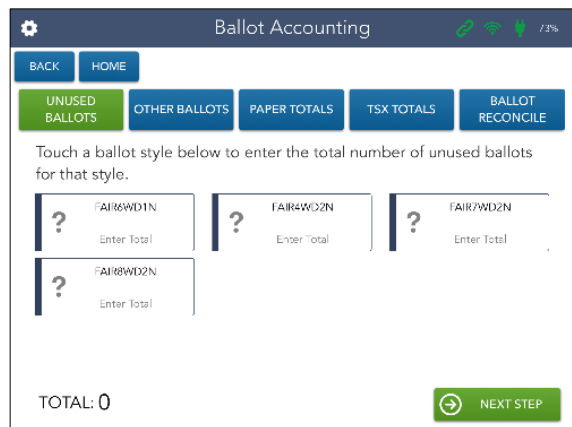 Ballot Accounting
73%
BACK HOME
UNUSED BALLOTS OTHER BALLOTS PAPER TOTALS TSX TOTALS BALLOT RECONCILE
Touch a ballot style below to enter the total number of unused ballots
for that style.
? FAIR6WD1N Enter Total
? FAIR4WD2N Enter Total
? FAIR7WD2N Enter Total
? FAIR8WD2N Enter Total
TOTAL: 0
NEXT STEP